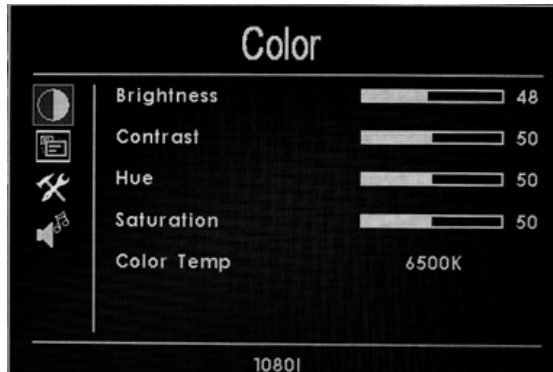 Color
Brightness 48
Contrast 50
Hue 50
Saturation 50
Color Temp 6500K
1080I